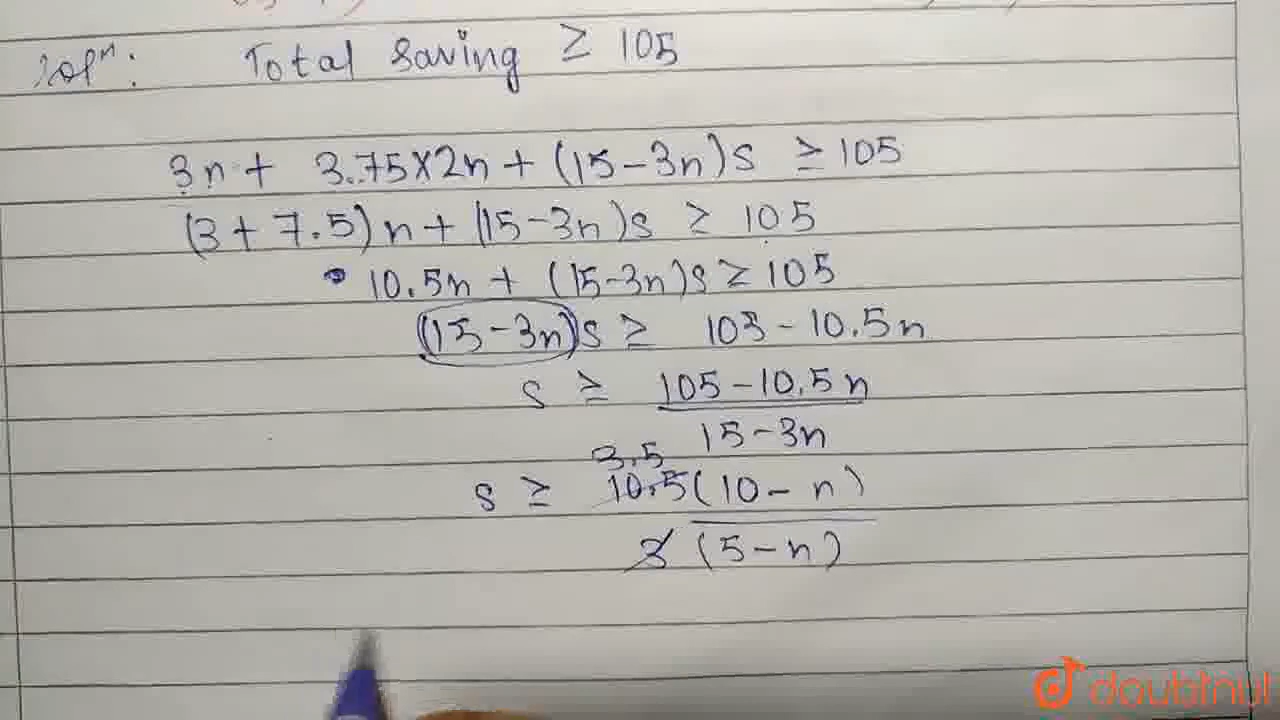 Solⁿ: Total saving ≥ 105
3n + 3.75×2n + (15-3n)s ≥ 105
(3+7.5)n + (15-3n)s ≥ 105
10.5n + (15-3n)s ≥ 105
(15-3n)s ≥ 105 - 10.5n
s ≥ 105-10.5n
15-3n
3.5
s ≥ 10.5(10-n)
3 (5-n)
doubtnut